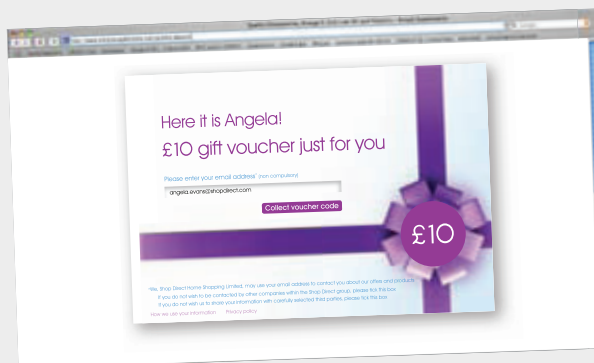 Here it is Angela!
£10 gift voucher just for you
Please enter your email address* (non compulsory)
angela.evans@shopdirect.com
Collect voucher code
£10
*We, Shop Direct Home Shopping Limited, may use your email address to contact you about our offers and products
If you do not wish to be contacted by other companies within the Shop Direct group, please tick this box
If you do not wish us to share your information with carefully selected third parties, please tick this box
How we use your information Privacy policy